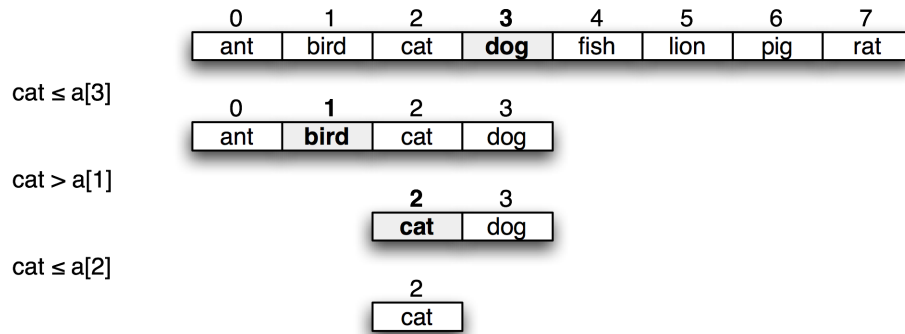 0 1 2 3 4 5 6 7
ant bird cat dog fish lion pig rat
cat ≤ a[3]
0 1 2 3
ant bird cat dog
cat > a[1]
2 3
cat dog
cat ≤ a[2]
2
cat